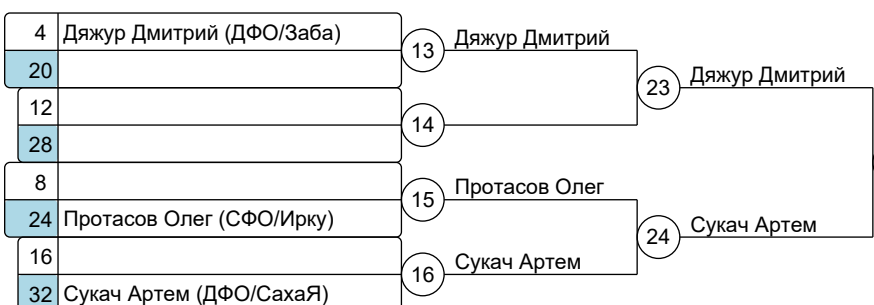 4 Дяжур Дмитрий (ДФО/Заба)
20
13 Дяжур Дмитрий
23 Дяжур Дмитрий
12
28
14
8
24 Протасов Олег (СФО/Ирку)
15 Протасов Олег
24 Сукач Артем
16
32 Сукач Артем (ДФО/СахаЯ)
16 Сукач Артем